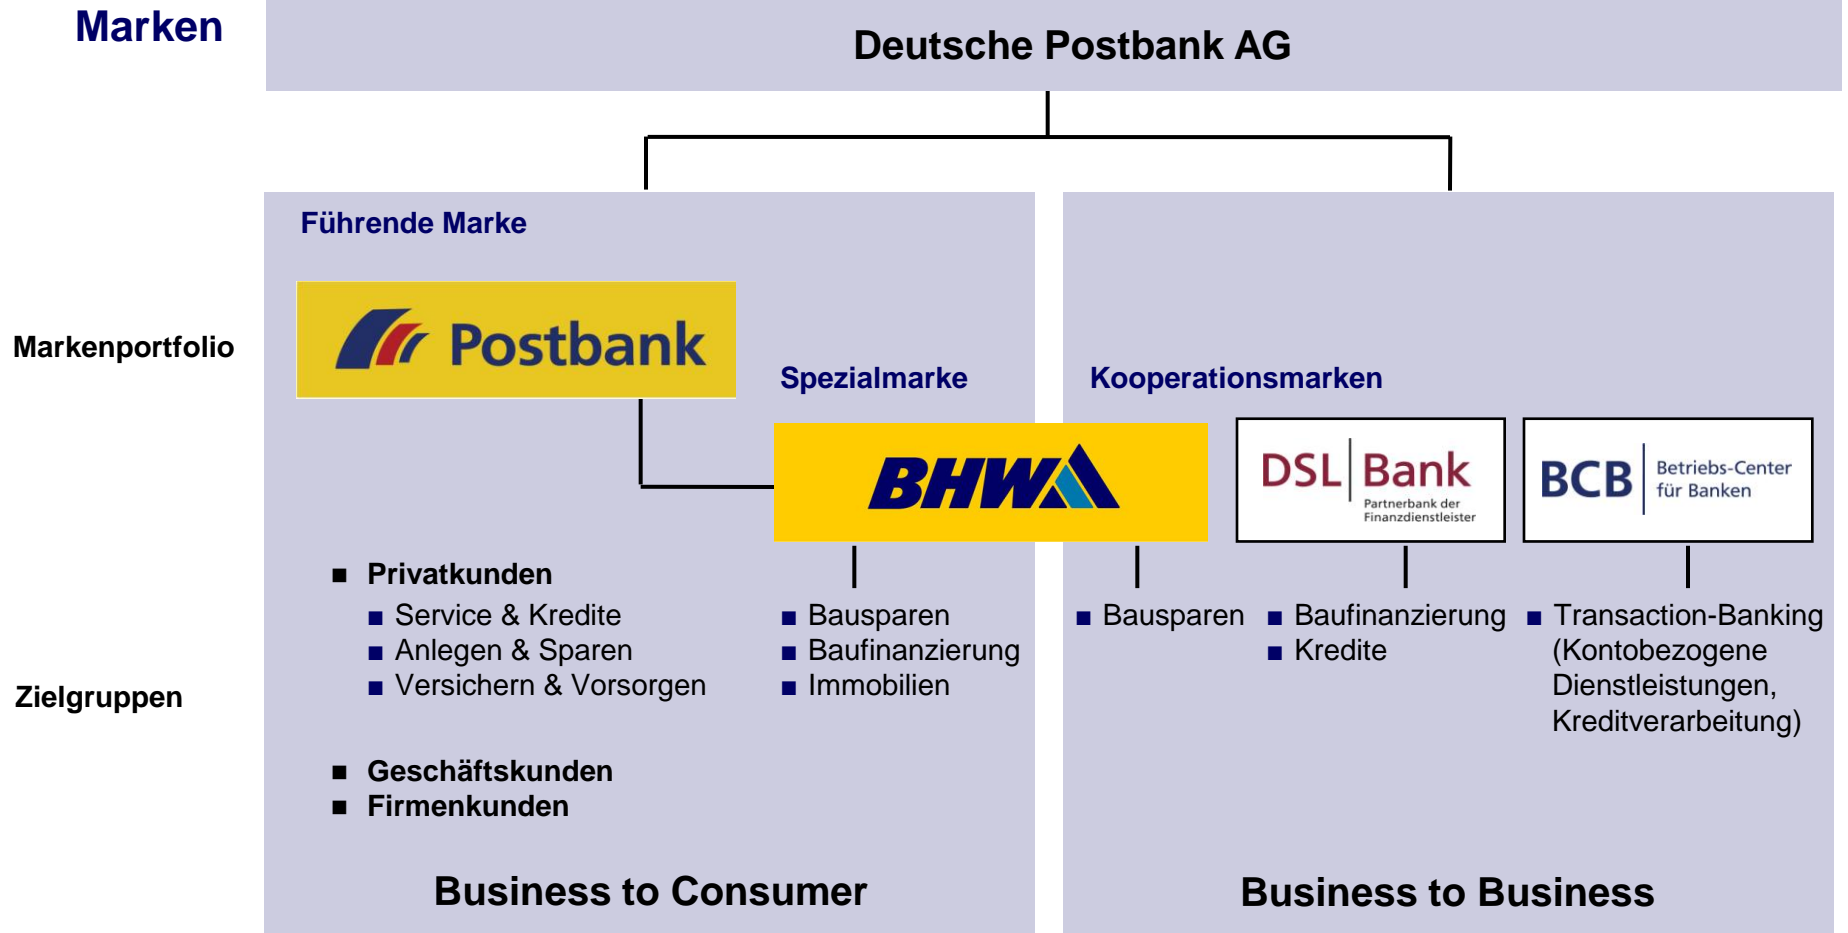 Marken
Deutsche Postbank AG
Führende Marke
Markenportfolio
Postbank
Spezialmarke
Kooperationsmarken
BHW
DSL Bank
Partnerbank der
Finanzdienstleister
BCB
Betriebs-Center
für Banken
Zielgruppen
■ Privatkunden
■ Service & Kredite
■ Anlegen & Sparen
■ Versichern & Vorsorgen
■ Geschäftskunden
■ Firmenkunden
■ Bausparen
■ Baufinanzierung
■ Immobilien
■ Bausparen
■ Baufinanzierung
■ Kredite
■ Transaction-Banking
(Kontobezogene
Dienstleistungen,
Kreditverarbeitung)
Business to Consumer
Business to Business